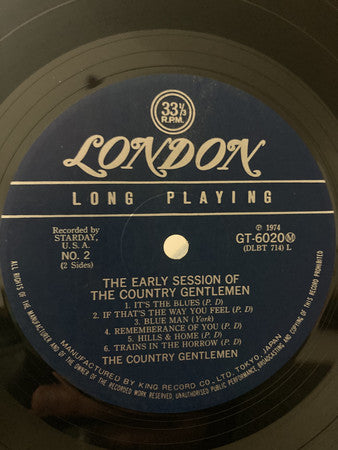 33 1/3
R.P.M.
LONDON
LONG PLAYING
Recorded by
STARDAY,
U.S.A.
NO. 2
(2 Sides)
℗ 1974
GT-6020 Ⓜ
(DLBT 714) L
THE EARLY SESSION OF
THE COUNTRY GENTLEMEN
1. IT'S THE BLUES (P. D)
2. IF THAT'S THE WAY YOU FEEL (P. D)
3. BLUE MAN (York)
4. REMEMBERANCE OF YOU (P. D)
5. HILLS & HOME (P. D)
6. TRAINS IN THE HORROW (P. D)
THE COUNTRY GENTLEMEN
MANUFACTURED BY KING RECORD CO., LTD, TOKYO, JAPAN
ALL RIGHTS OF THE MANUFACTURER AND OF THE OWNER OF THE RECORDED WORK RESERVED. UNAUTHORISED PUBLIC PERFORMANCE, BROADCASTING AND COPYING OF THIS RECORD PROHIBITED